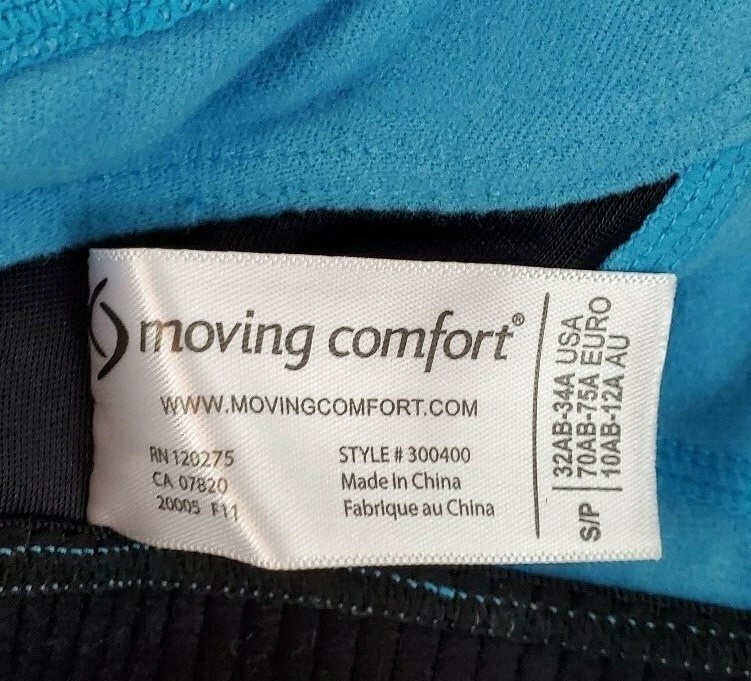 moving comfort®
WWW.MOVINGCOMFORT.COM
RN 120275
CA 07820
20005 F11
STYLE # 300400
Made in China
Fabrique au China
S/P
32AB-34A USA
70AB-75A EURO
10AB-12A AU